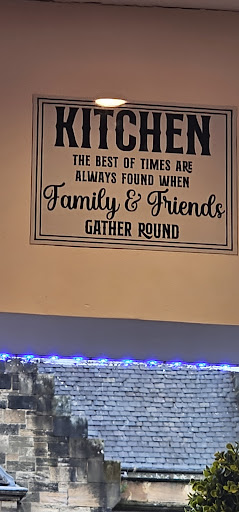 KITCHEN
THE BEST OF TIMES ARE
ALWAYS FOUND WHEN
Family & Friends
GATHER ROUND